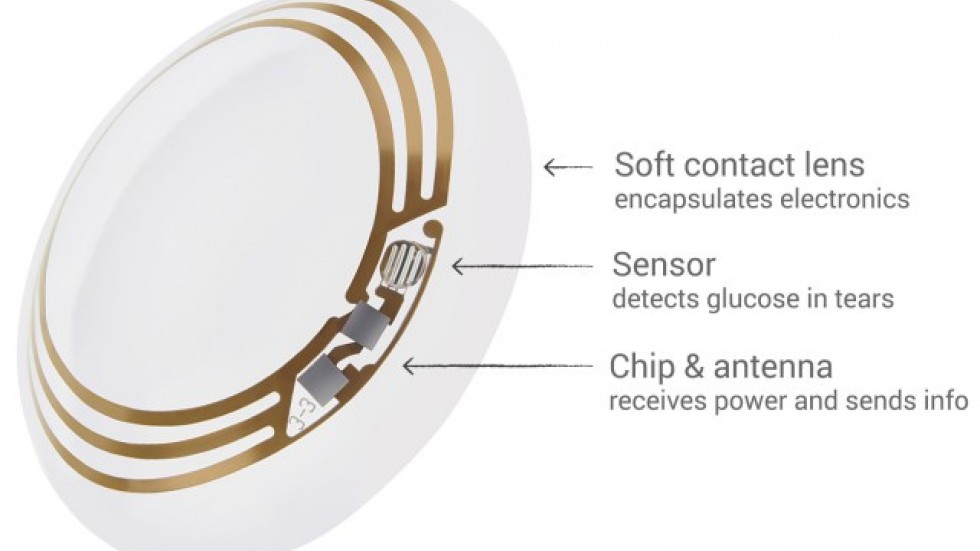 Soft contact lens
encapsulates electronics
Sensor
detects glucose in tears
Chip & antenna
receives power and sends info
3-3